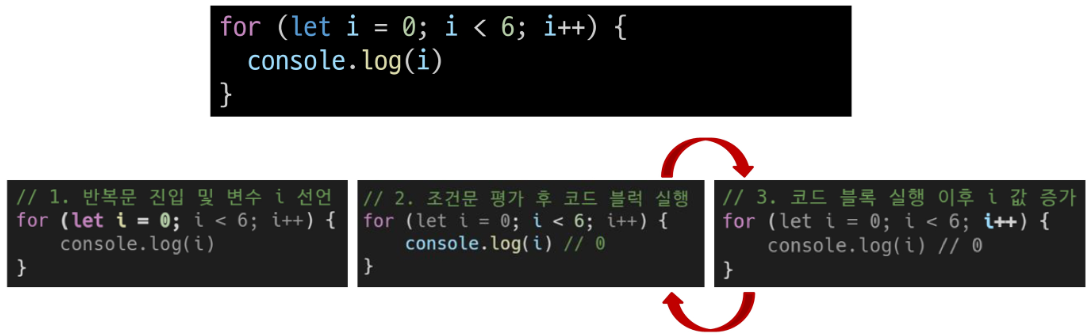 for (let i = 0; i < 6; i++) {
  console.log(i)
}
// 1. 반복문 진입 및 변수 i 선언
for (let i = 0; i < 6; i++) {
    console.log(i)
}
// 2. 조건문 평가 후 코드 블럭 실행
for (let i = 0; i < 6; i++) {
    console.log(i) // 0
}
// 3. 코드 블록 실행 이후 i 값 증가
for (let i = 0; i < 6; i++) {
    console.log(i) // 0
}